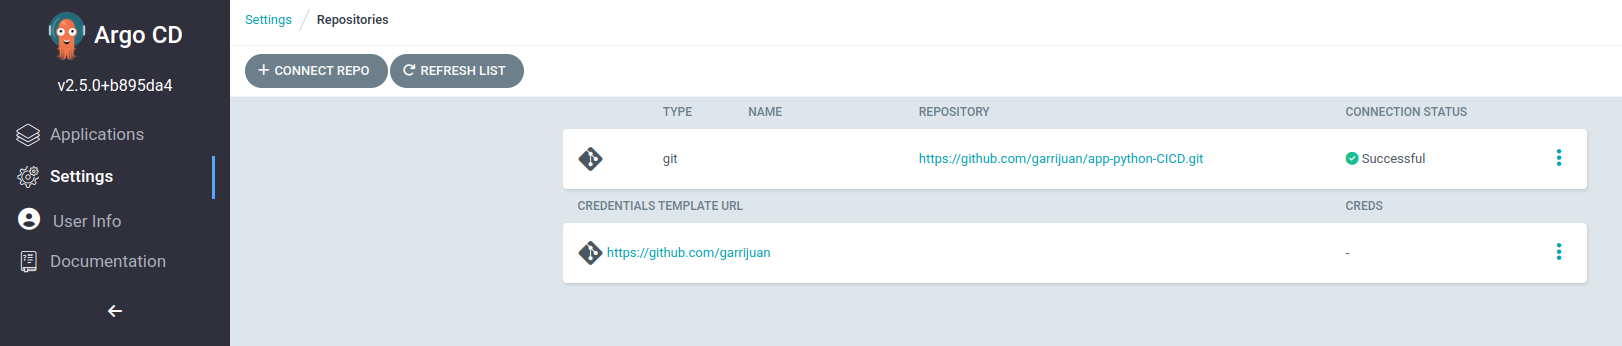 Argo CD
v2.5.0+b895da4
Applications
Settings
User Info
Documentation
Settings / Repositories
+ CONNECT REPO REFRESH LIST
TYPE NAME REPOSITORY CONNECTION STATUS
git https://github.com/garrijuan/app-python-CICD.git Successful
CREDENTIALS TEMPLATE URL CREDS
https://github.com/garrijuan -